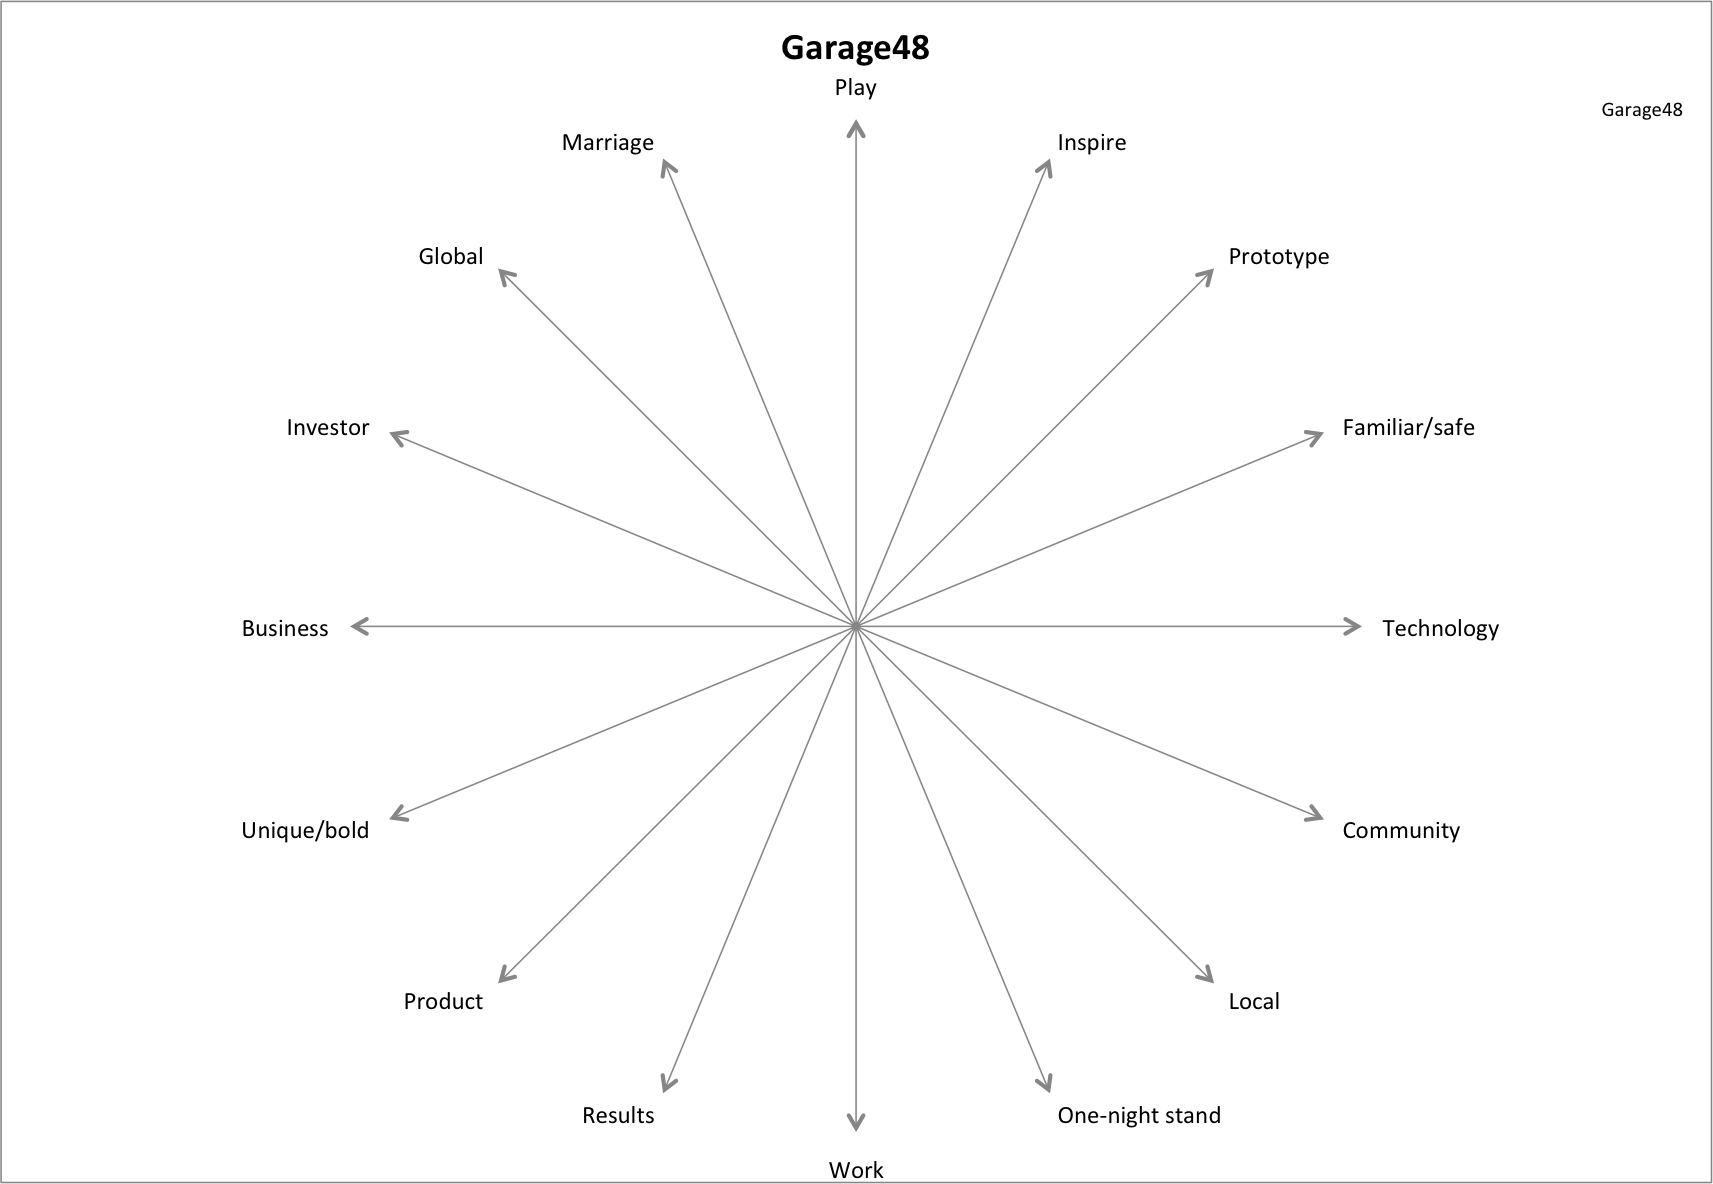 Garage48
Play
Garage48
Marriage
Inspire
Global
Prototype
Investor
Familiar/safe
Business
Technology
Unique/bold
Community
Product
Local
Results
One-night stand
Work